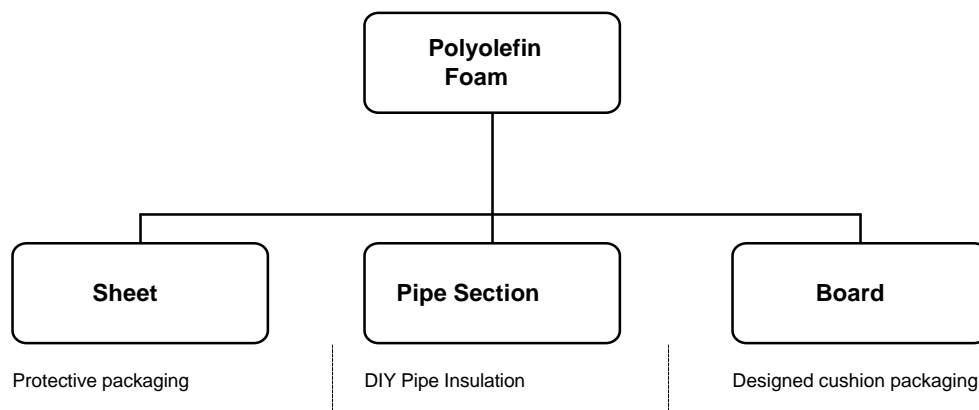 Polyolefin
Foam
Sheet
Pipe Section
Board
Protective packaging
DIY Pipe Insulation
Designed cushion packaging